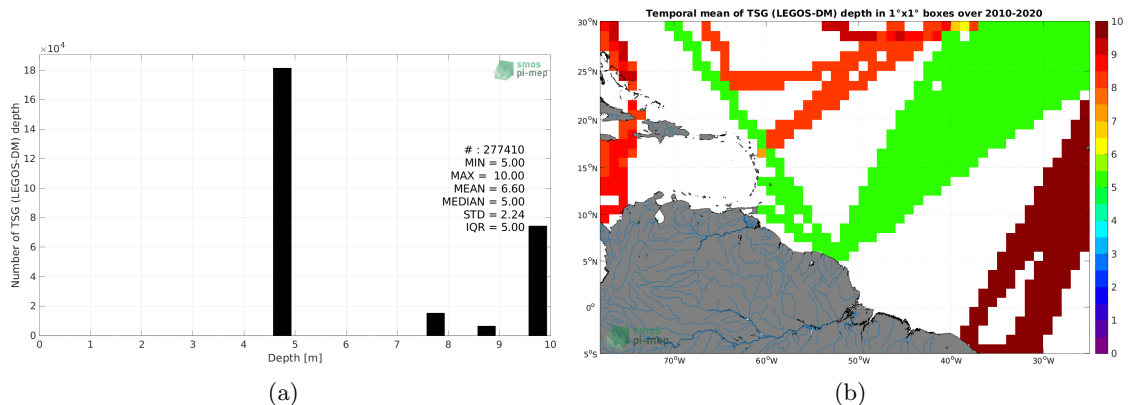 ×10⁴
18
16
14
12
10
8
6
4
2
0
Number of TSG (LEGOS-DM) depth
smos
pi-mep
# : 277410
MIN = 5.00
MAX = 10.00
MEAN = 6.60
MEDIAN = 5.00
STD = 2.24
IQR = 5.00
0 1 2 3 4 5 6 7 8 9 10
Depth [m]
(a)
Temporal mean of TSG (LEGOS-DM) depth in 1°x1° boxes over 2010-2020
30°N
25°N
20°N
15°N
10°N
5°N
0°
5°S
70°W 60°W 50°W 40°W 30°W
smos
pi-mep
10
9
8
7
6
5
4
3
2
1
0
(b)